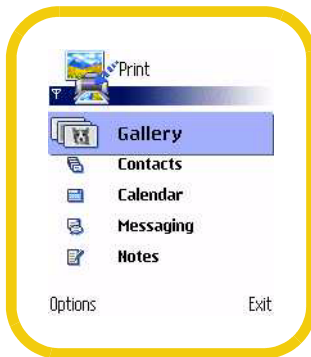 Print
Gallery
Contacts
Calendar
Messaging
Notes
Options Exit